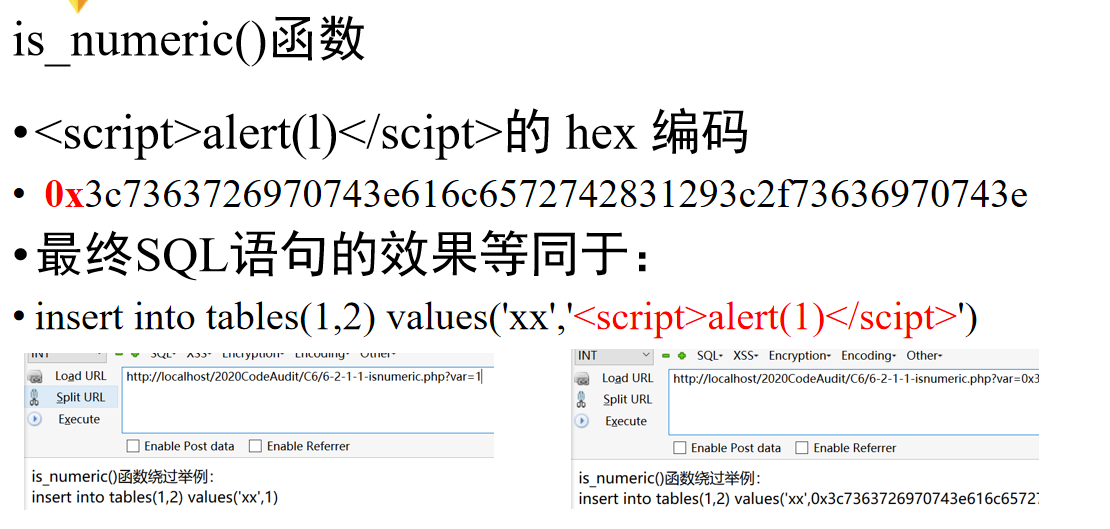 is_numeric()函数
•<script>alert(l)</scipt>的 hex 编码
• 0x3c7363726970743e616c6572742831293c2f73636970743e
•最终SQL语句的效果等同于：
• insert into tables(1,2) values('xx','<script>alert(1)</scipt>')
INT SQL- XSS- Encryption- Encoding- Other-
Load URL http://localhost/2020CodeAudit/C6/6-2-1-1-isnumeric.php?var=1
Split URL
Execute
Enable Post data Enable Referrer
is_numeric()函数绕过举例:
insert into tables(1,2) values('xx',1)
INT SQL- XSS- Encryption- Encoding- Other-
Load URL http://localhost/2020CodeAudit/C6/6-2-1-1-isnumeric.php?var=0x3
Split URL
Execute
Enable Post data Enable Referrer
is_numeric()函数绕过举例:
insert into tables(1,2) values('xx',0x3c7363726970743e616c65727